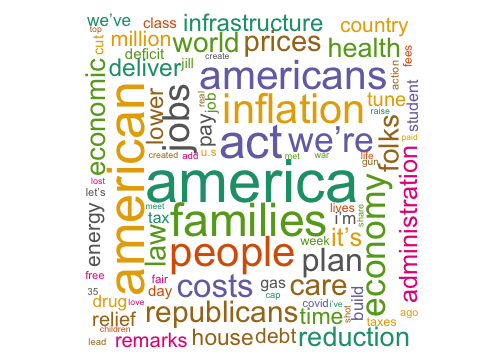 we've
class
infrastructure
country
top
cut
million
world
prices
health
deficit
create
deliver
jill
americans
action
fees
economic
lower
jobs
real
job
pay
inflation
tune
student
raise
american
act
we're
folks
paid
created
add
u.s
met
war
life
gun
lost
let's
america
economy
administration
energy
meet
tax
families
lives
i'm
share
law
people
week
it's
free
fair
day
gas
plan
35
drug
love
costs
cap
care
covid
i've
shot
build
relief
republicans
time
taxes
ago
children
lead
remarks
house
debt
reduction